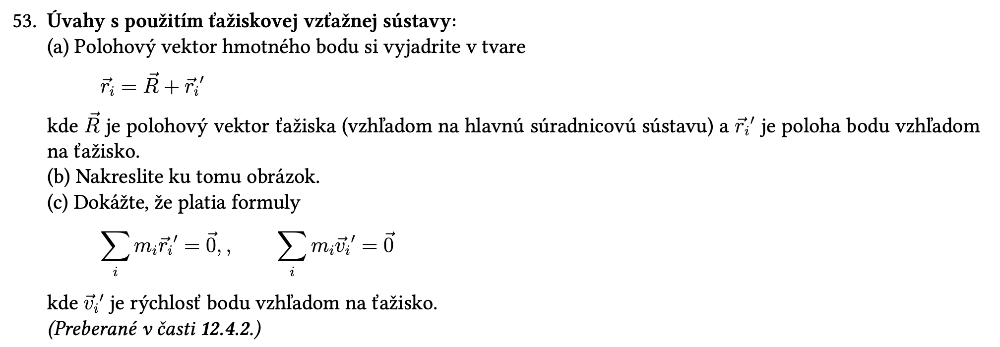 53. Úvahy s použitím ťažiskovej vzťažnej sústavy:
(a) Polohový vektor hmotného bodu si vyjadrite v tvare
$\vec{r}_i = \vec{R} + \vec{r}_i{}'$
kde $\vec{R}$ je polohový vektor ťažiska (vzhľadom na hlavnú súradnicovú sústavu) a $\vec{r}_i{}'$ je poloha bodu vzhľadom
na ťažisko.
(b) Nakreslite ku tomu obrázok.
(c) Dokážte, že platia formuly
$\sum_i m_i \vec{r}_i{}' = \vec{0}, , \qquad \sum_i m_i \vec{v}_i{}' = \vec{0}$
kde $\vec{v}_i{}'$ je rýchlosť bodu vzhľadom na ťažisko.
(Preberané v časti 12.4.2.)